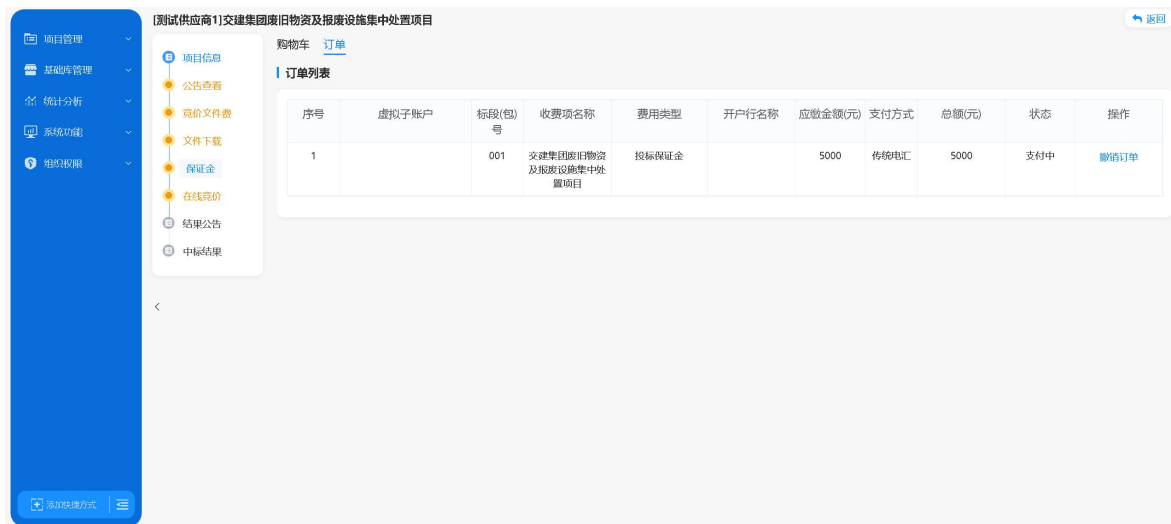 [测试供应商1]交建集团废旧物资及报废设施集中处置项目
返回
项目管理
基础库管理
统计分析
系统功能
组织权限
添加快捷方式
项目信息
公告查看
竞价文件费
文件下载
保证金
在线竞价
结果公告
中标结果
购物车 订单
订单列表
序号 虚拟子账户 标段(包)号 收费项名称 费用类型 开户行名称 应缴金额(元) 支付方式 总额(元) 状态 操作
1 001 交建集团废旧物资及报废设施集中处置项目 投标保证金 5000 传统电汇 5000 支付中 撤销订单